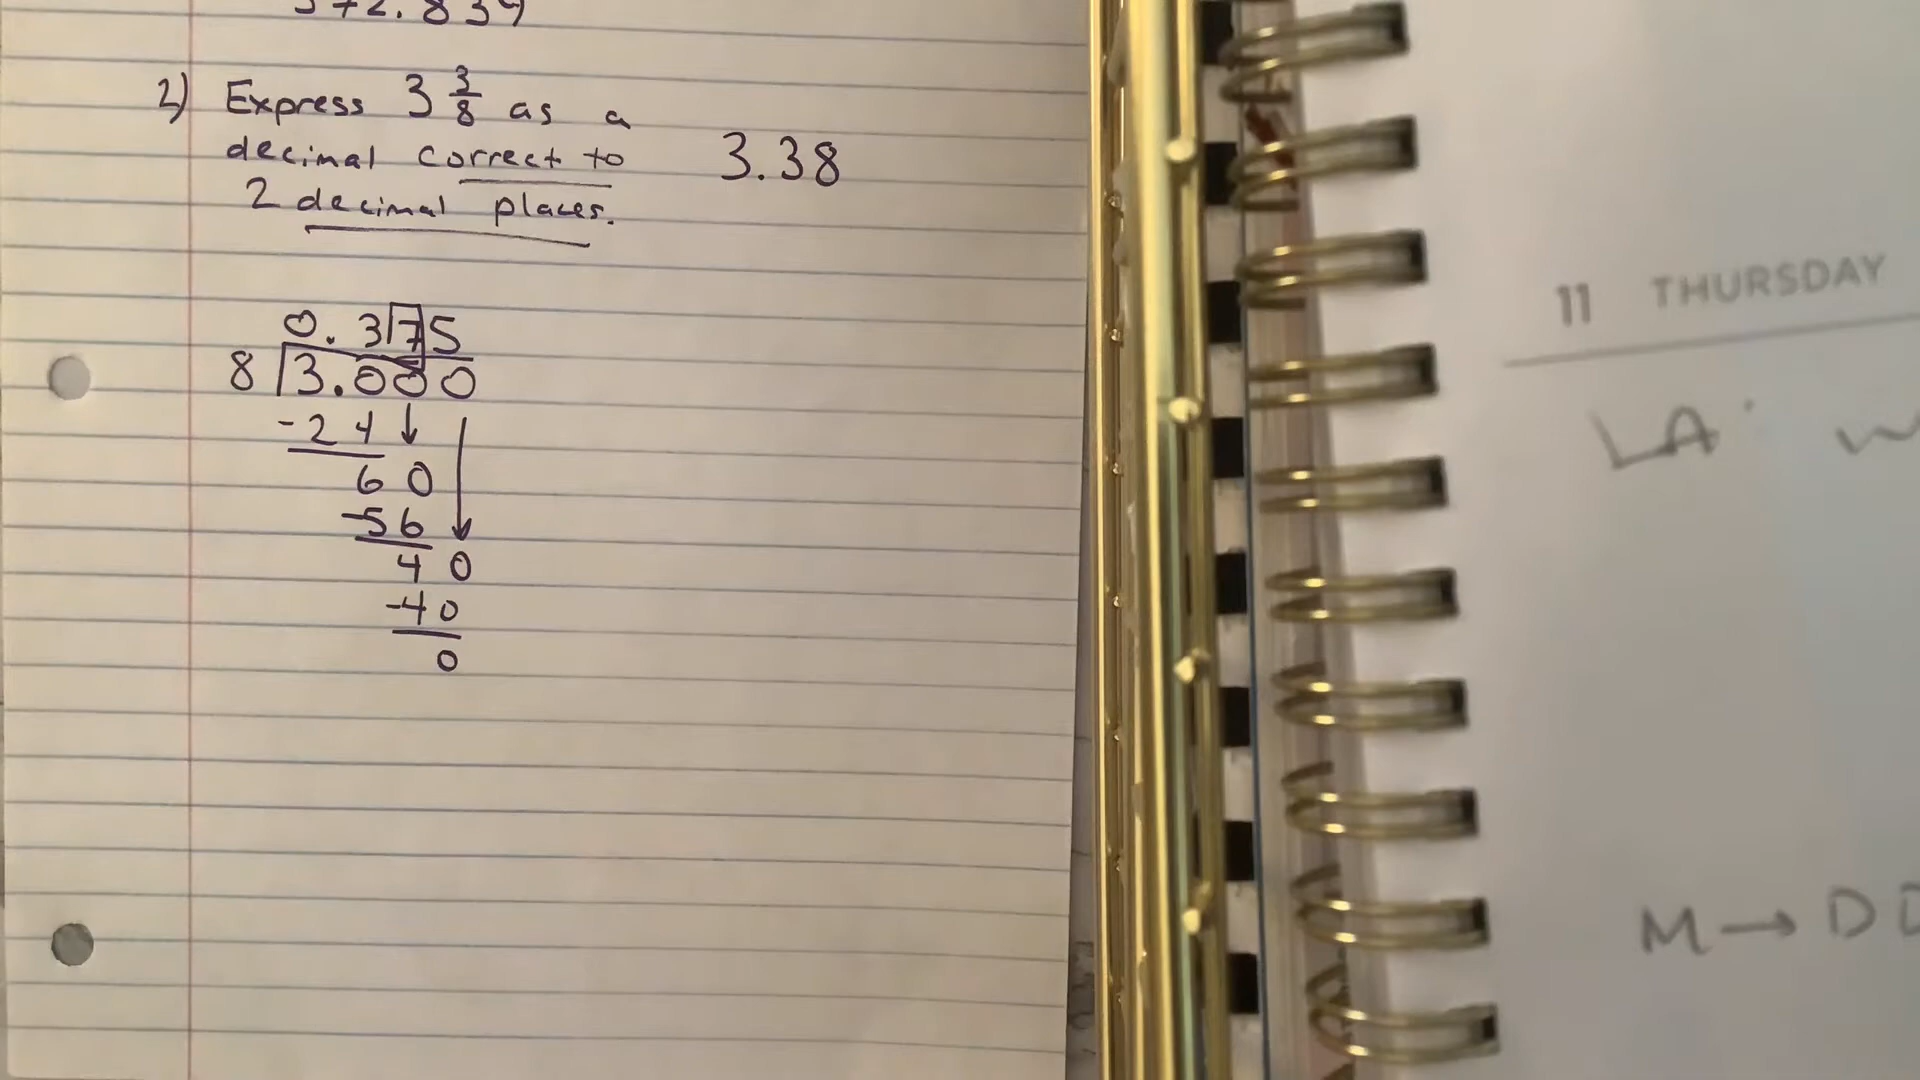 2) Express 3 3/8 as a
decimal correct to
2 decimal places.
3.38
0.375
8 3.000
-24
60
-56
40
-40
0
11 THURSDAY
LA
M → D